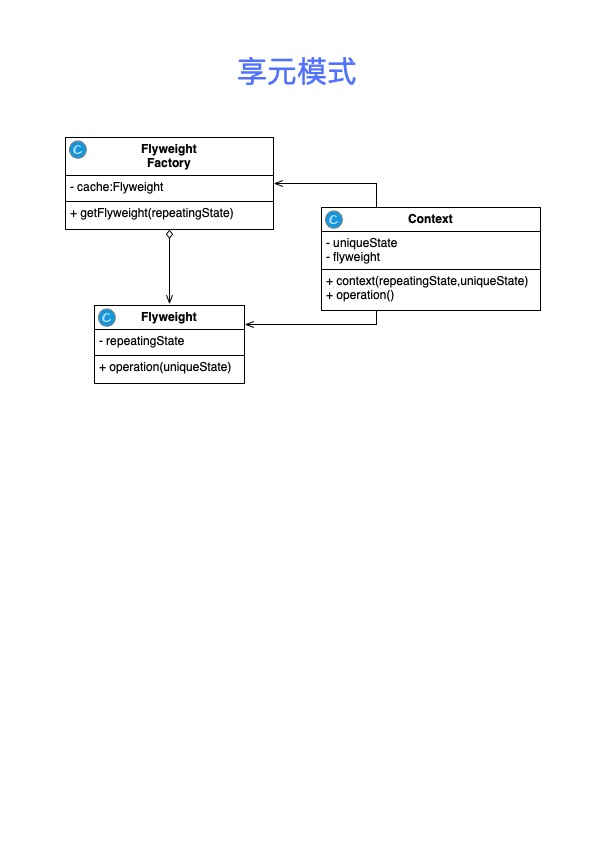 享元模式
C
Flyweight
Factory
- cache:Flyweight
+ getFlyweight(repeatingState)
C
Context
- uniqueState
- flyweight
+ context(repeatingState,uniqueState)
+ operation()
C
Flyweight
- repeatingState
+ operation(uniqueState)